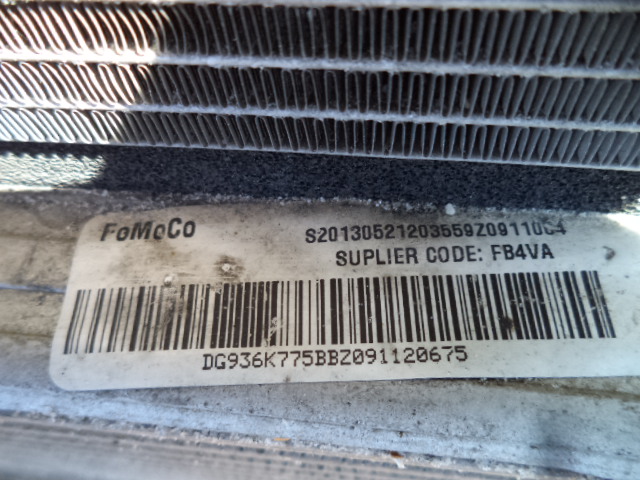 FoMoCo
S20130521203559Z09110C4
SUPLIER CODE: FB4VA
DG936K775BBZ091120675